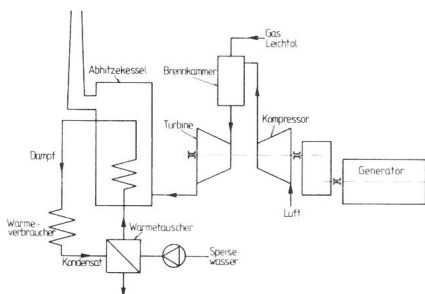 Gas
Leichtöl
Abhitzekessel
Brennkammer
Turbine
Kompressor
Dampf
Generator
Wärme-
verbraucher
Wärmetauscher
Luft
Kondensat
Speise-
wasser